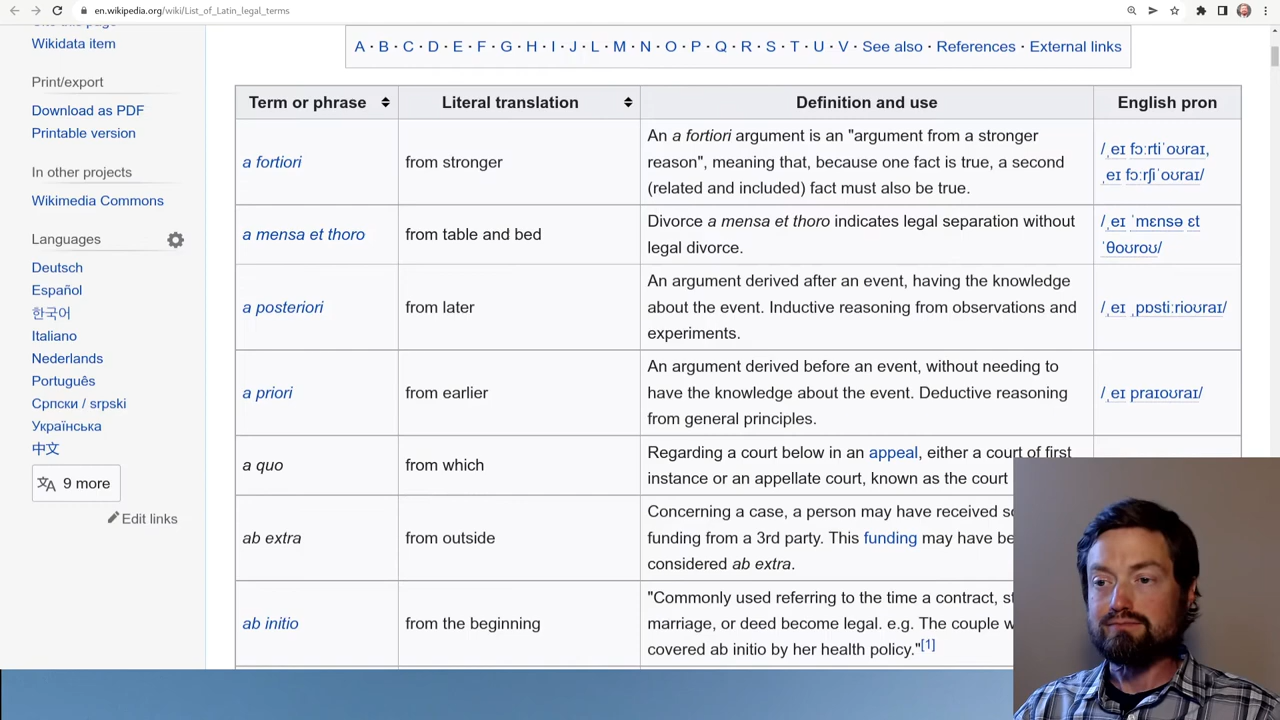 en.wikipedia.org/wiki/List_of_Latin_legal_terms
Wikidata item
Print/export
Download as PDF
Printable version
In other projects
Wikimedia Commons
Languages
Deutsch
Español
한국어
Italiano
Nederlands
Português
Српски / srpski
Українська
中文
9 more
Edit links
A · B · C · D · E · F · G · H · I · J · L · M · N · O · P · Q · R · S · T · U · V · See also · References · External links
Term or phrase Literal translation Definition and use English pron
a fortiori
from stronger
An a fortiori argument is an "argument from a stronger
reason", meaning that, because one fact is true, a second
(related and included) fact must also be true.
/ˌeɪ fɔːrtiˈoʊraɪ,
ˌeɪ fɔːrʃiˈoʊraɪ/
a mensa et thoro
from table and bed
Divorce a mensa et thoro indicates legal separation without
legal divorce.
/ˌeɪ ˈmɛnsə ɛt
ˈθoʊroʊ/
a posteriori
from later
An argument derived after an event, having the knowledge
about the event. Inductive reasoning from observations and
experiments.
/ˌeɪ ˌpɒstiːrioʊraɪ/
a priori
from earlier
An argument derived before an event, without needing to
have the knowledge about the event. Deductive reasoning
from general principles.
/ˌeɪ praɪoʊraɪ/
a quo
from which
Regarding a court below in an appeal, either a court of first
instance or an appellate court, known as the court
ab extra
from outside
Concerning a case, a person may have received
funding from a 3rd party. This funding may have
considered ab extra.
ab initio
from the beginning
"Commonly used referring to the time a contract,
marriage, or deed become legal. e.g. The couple
covered ab initio by her health policy."[1]